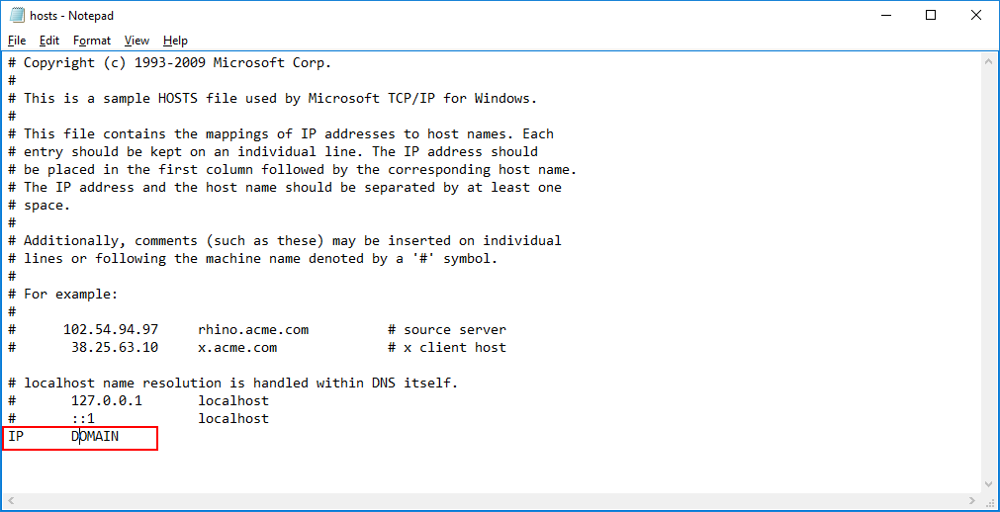 hosts - Notepad
File Edit Format View Help
# Copyright (c) 1993-2009 Microsoft Corp.
#
# This is a sample HOSTS file used by Microsoft TCP/IP for Windows.
#
# This file contains the mappings of IP addresses to host names. Each
# entry should be kept on an individual line. The IP address should
# be placed in the first column followed by the corresponding host name.
# The IP address and the host name should be separated by at least one
# space.
#
# Additionally, comments (such as these) may be inserted on individual
# lines or following the machine name denoted by a '#' symbol.
#
# For example:
#
#      102.54.94.97     rhino.acme.com          # source server
#       38.25.63.10     x.acme.com              # x client host

# localhost name resolution is handled within DNS itself.
#       127.0.0.1       localhost
#       ::1             localhost
IP      DOMAIN